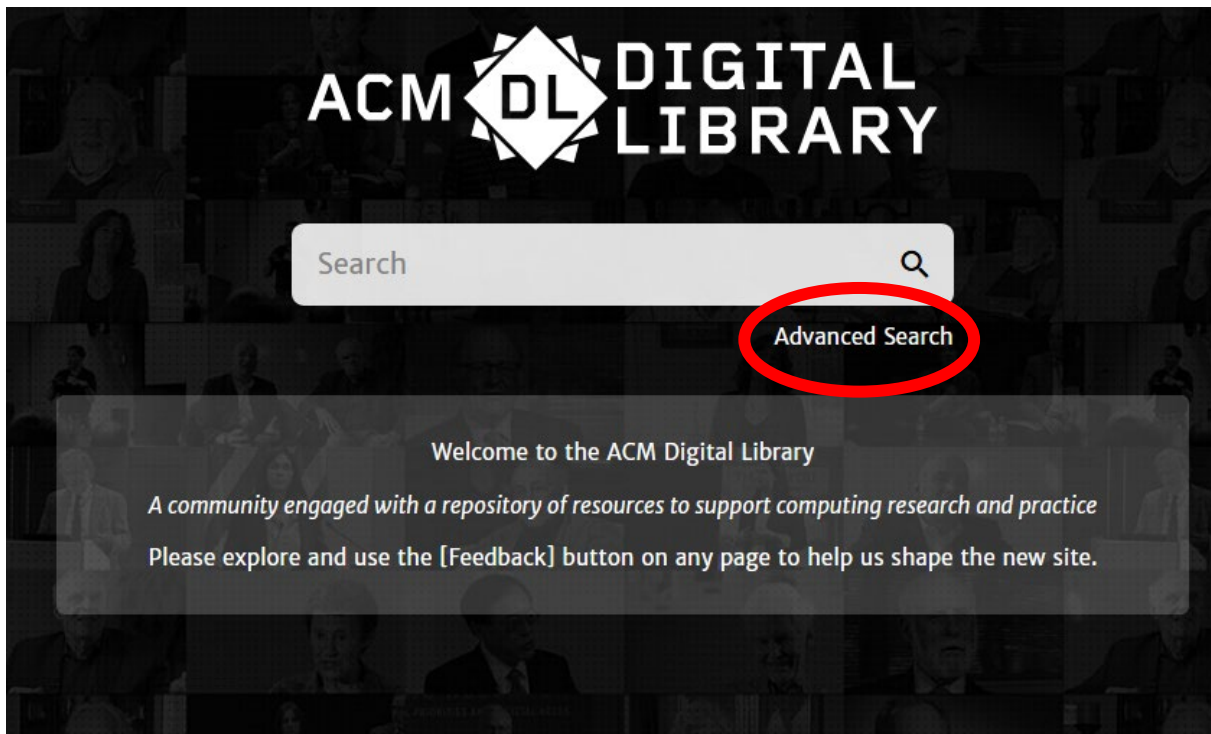 ACM DL DIGITAL
LIBRARY
Search
Advanced Search
Welcome to the ACM Digital Library
A community engaged with a repository of resources to support computing research and practice
Please explore and use the [Feedback] button on any page to help us shape the new site.